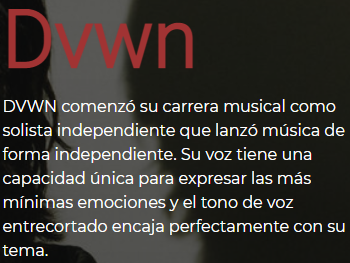 Dvwn
DVWN comenzó su carrera musical como
solista independiente que lanzó música de
forma independiente. Su voz tiene una
capacidad única para expresar las más
mínimas emociones y el tono de voz
entrecortado encaja perfectamente con su
tema.